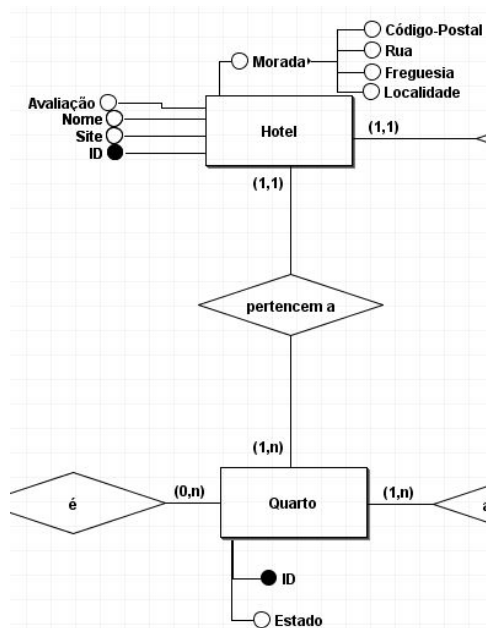 Código-Postal
Morada
Rua
Freguesia
Localidade
Avaliação
Nome
Site
ID
Hotel
(1,1)
(1,1)
pertencem a
(1,n)
é
(0,n)
Quarto
(1,n)
a
ID
Estado